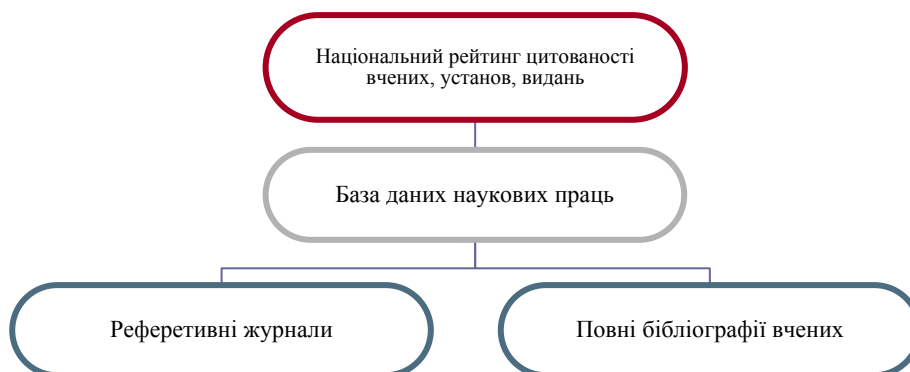 Національний рейтинг цитованості
вчених, установ, видань
База даних наукових праць
Реферетивні журнали
Повні бібліографії вчених